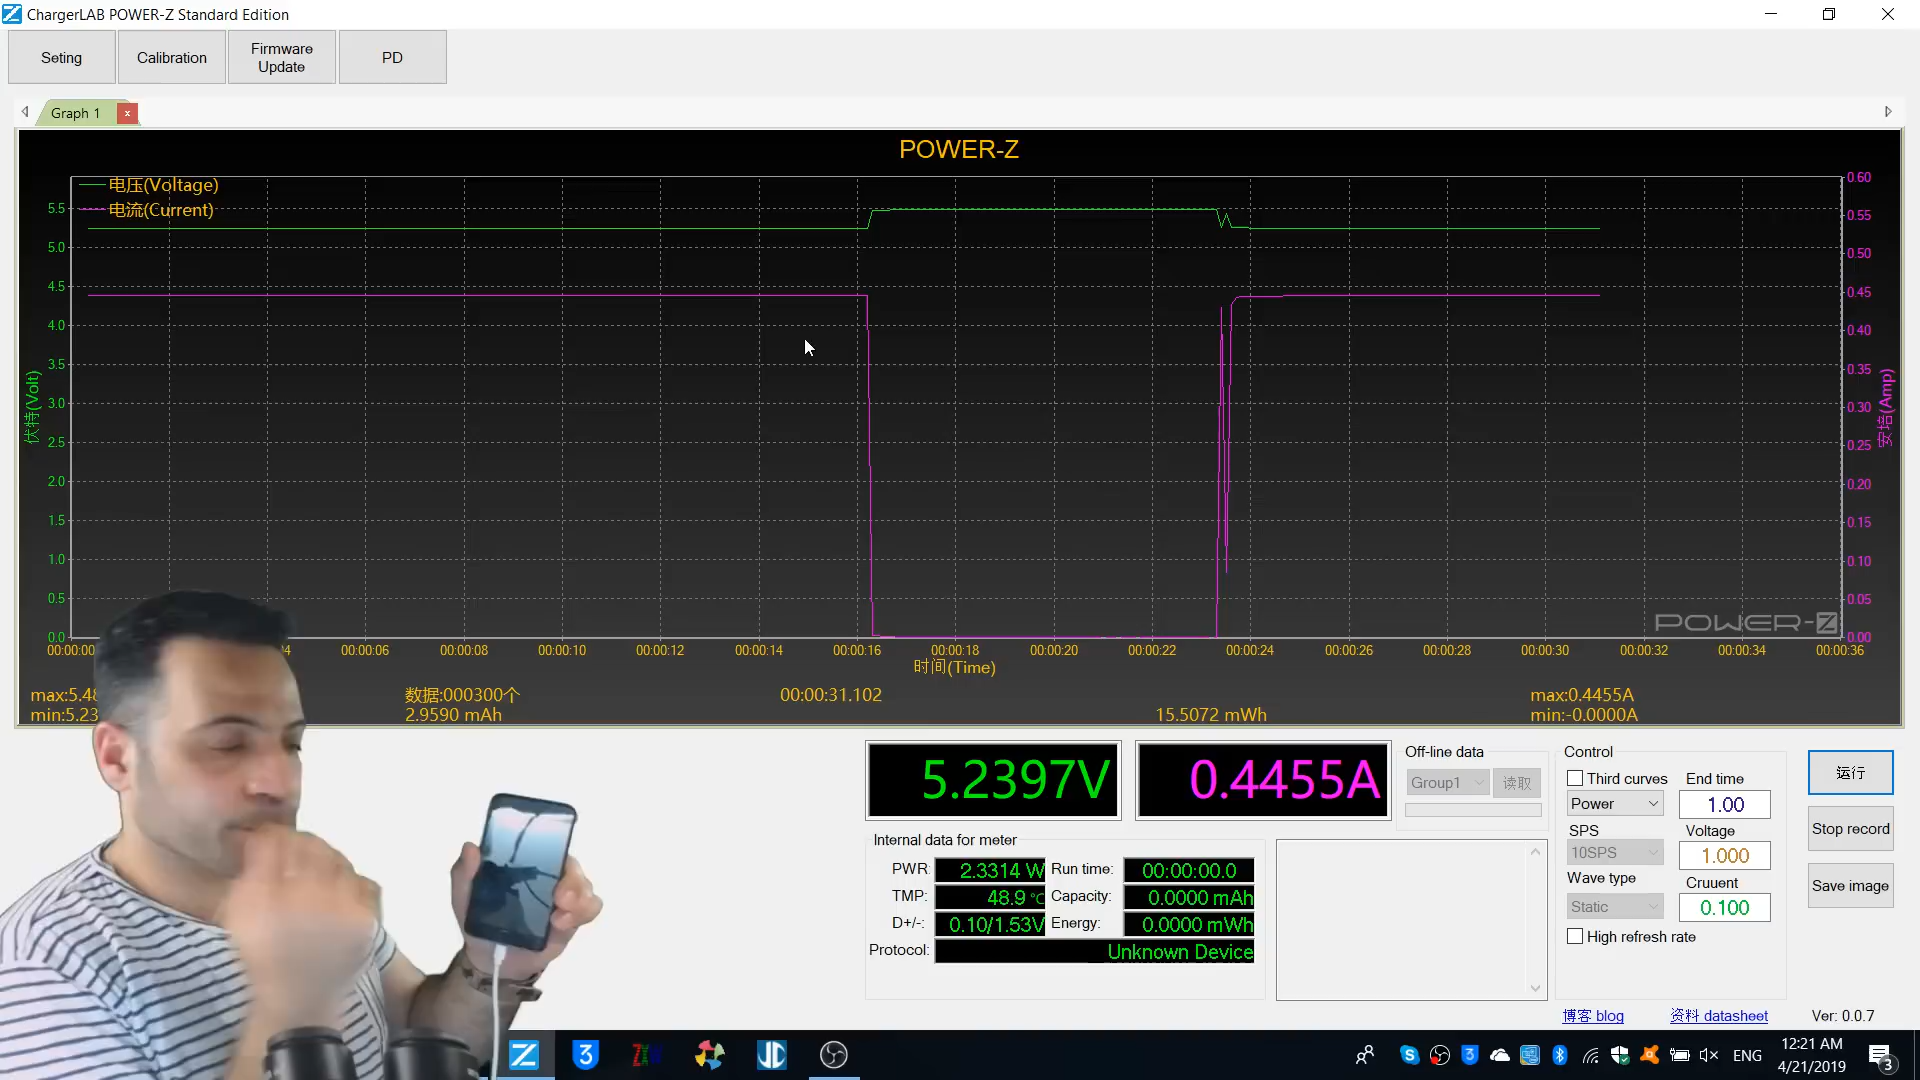 ChargerLAB POWER-Z Standard Edition
Seting
Calibration
Firmware
Update
PD
Graph 1
POWER-Z
电压(Voltage)
电流(Current)
5.5
5.0
4.5
4.0
3.5
3.0
2.5
2.0
1.5
1.0
0.5
0.0
伏特(Volt)
0.60
0.55
0.50
0.45
0.40
0.35
0.30
0.25
0.20
0.15
0.10
0.05
0.00
安培(Amp)
POWER-Z
00:00:00 00:00:06 00:00:08 00:00:10 00:00:12 00:00:14 00:00:16 00:00:18 00:00:20 00:00:22 00:00:24 00:00:26 00:00:28 00:00:30 00:00:32 00:00:34 00:00:36
时间(Time)
max:5.48 数据:000300个 00:00:31.102 max:0.4455A
min:5.23 2.9590 mAh 15.5072 mWh min:-0.0000A
5.2397V
0.4455A
Internal data for meter
PWR: 2.3314 W Run time: 00:00:00.0
TMP: 48.9 °C Capacity: 0.0000 mAh
D+/-: 0.10/1.53V Energy: 0.0000 mWh
Protocol: Unknown Device
Off-line data
Group1 读取
Control
Third curves End time
Power 1.00
SPS Voltage
10SPS 1.000
Wave type Cruuent
Static 0.100
High refresh rate
运行
Stop record
Save image
博客 blog 资料 datasheet Ver: 0.0.7
ENG
12:21 AM
4/21/2019
3